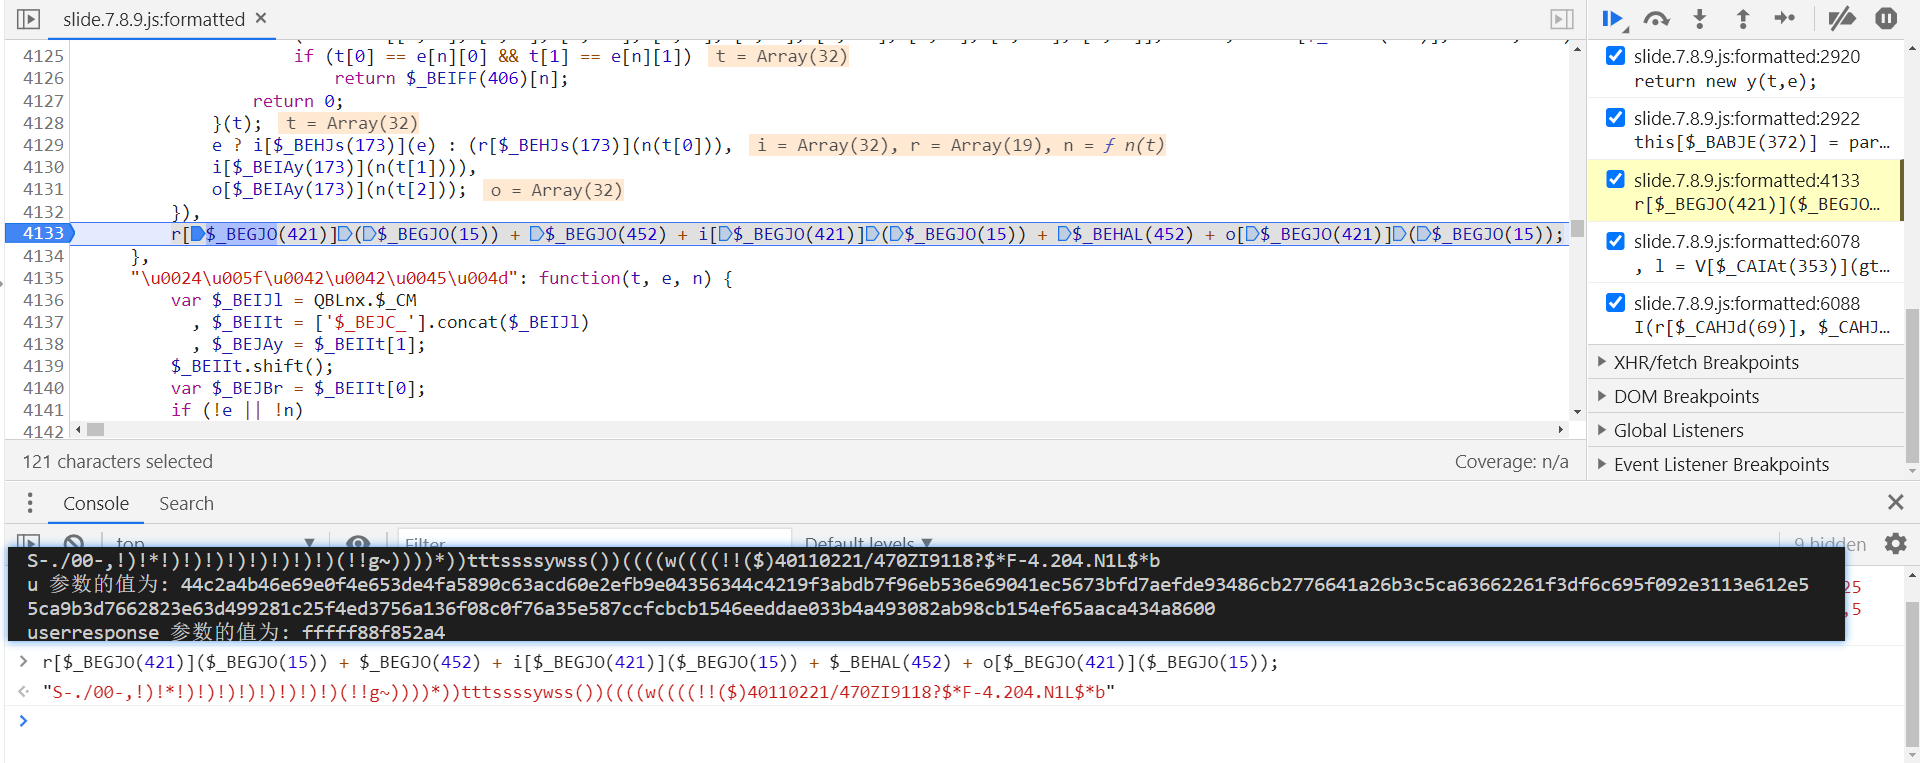 slide.7.8.9.js:formatted ×
4125 if (t[0] == e[n][0] && t[1] == e[n][1]) t = Array(32)
4126 return $_BEIFF(406)[n];
4127 return 0;
4128 }(t); t = Array(32)
4129 e ? i[$_BEHJs(173)](e) : (r[$_BEHJs(173)](n(t[0])), i = Array(32), r = Array(19), n = ƒ n(t)
4130 i[$_BEIAy(173)](n(t[1]))),
4131 o[$_BEIAy(173)](n(t[2])); o = Array(32)
4132 }),
4133 r[$_BEGJO(421)]($_BEGJO(15)) + $_BEGJO(452) + i[$_BEGJO(421)]($_BEGJO(15)) + $_BEHAL(452) + o[$_BEGJO(421)]($_BEGJO(15));
4134 },
4135 "\u0024\u005f\u0042\u0042\u0045\u004d": function(t, e, n) {
4136 var $_BEIJl = QBLnx.$_CM
4137 , $_BEIIt = ['$_BEJC_'].concat($_BEIJl)
4138 , $_BEJAy = $_BEIIt[1];
4139 $_BEIIt.shift();
4140 var $_BEJBr = $_BEIIt[0];
4141 if (!e || !n)
4142
121 characters selected
Coverage: n/a
slide.7.8.9.js:formatted:2920
return new y(t,e);
slide.7.8.9.js:formatted:2922
this[$_BABJE(372)] = par…
slide.7.8.9.js:formatted:4133
r[$_BEGJO(421)]($_BEGJO…
slide.7.8.9.js:formatted:6078
, l = V[$_CAIAt(353)](gt…
slide.7.8.9.js:formatted:6088
I(r[$_CAHJd(69)], $_CAHJ…
XHR/fetch Breakpoints
DOM Breakpoints
Global Listeners
Event Listener Breakpoints
Console Search
top Filter Default levels ▼ 9 hidden
S-./00-,!)!*!)!)!)!)!)!)!)!)!)(!!g~))))*))tttssssywss())((((w((((!!($)40110221/470ZI9118?$*F-4.204.N1L$*b
u 参数的值为: 44c2a4b46e69e0f4e653de4fa5890c63acd60e2efb9e04356344c4219f3abdb7f96eb536e69041ec5673bfd7aefde93486cb2776641a26b3c5ca63662261f3df6c695f092e3113e612e5
5ca9b3d7662823e63d499281c25f4ed3756a136f08c0f76a35e587ccfcbcb1546eeddae033b4a493082ab98cb154ef65aaca434a8600
userresponse 参数的值为: fffff88f852a4
25
,5
> r[$_BEGJO(421)]($_BEGJO(15)) + $_BEGJO(452) + i[$_BEGJO(421)]($_BEGJO(15)) + $_BEHAL(452) + o[$_BEGJO(421)]($_BEGJO(15));
"S-./00-,!)!*!)!)!)!)!)!)!)!)!)(!!g~))))*))tttssssywss())((((w((((!!($)40110221/470ZI9118?$*F-4.204.N1L$*b"
>